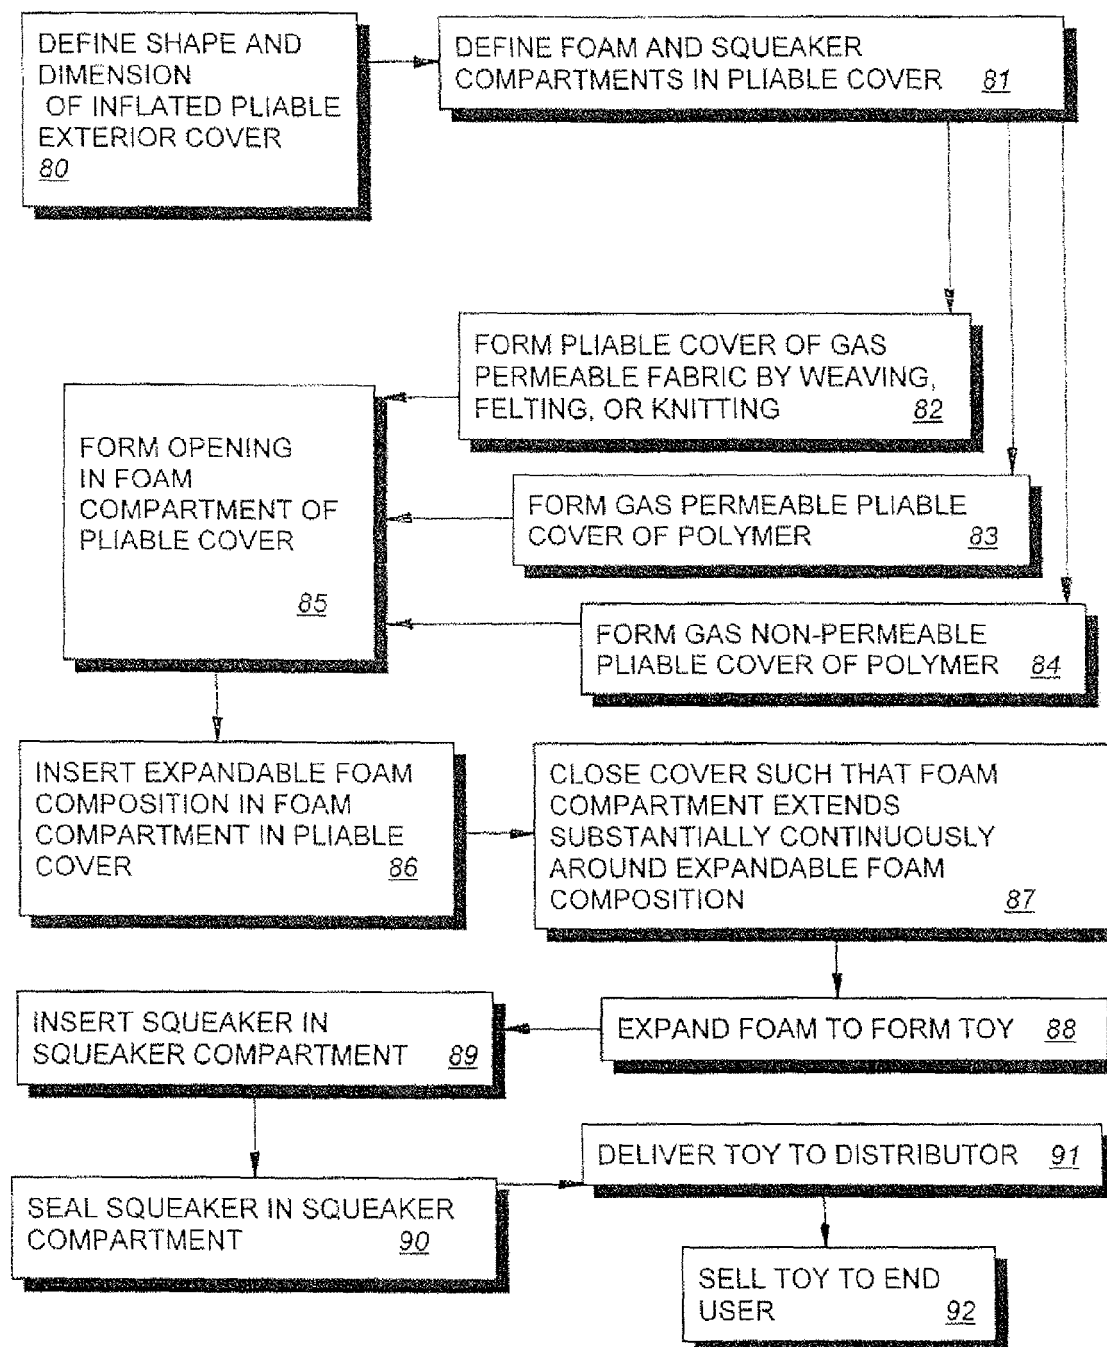 DEFINE SHAPE AND
DIMENSION
OF INFLATED PLIABLE
EXTERIOR COVER
80
DEFINE FOAM AND SQUEAKER
COMPARTMENTS IN PLIABLE COVER 81
FORM PLIABLE COVER OF GAS
PERMEABLE FABRIC BY WEAVING,
FELTING, OR KNITTING 82
FORM GAS PERMEABLE PLIABLE
COVER OF POLYMER 83
FORM GAS NON-PERMEABLE
PLIABLE COVER OF POLYMER 84
FORM OPENING
IN FOAM
COMPARTMENT OF
PLIABLE COVER
85
INSERT EXPANDABLE FOAM
COMPOSITION IN FOAM
COMPARTMENT IN PLIABLE
COVER 86
CLOSE COVER SUCH THAT FOAM
COMPARTMENT EXTENDS
SUBSTANTIALLY CONTINUOUSLY
AROUND EXPANDABLE FOAM
COMPOSITION 87
EXPAND FOAM TO FORM TOY 88
INSERT SQUEAKER IN
SQUEAKER COMPARTMENT 89
SEAL SQUEAKER IN SQUEAKER
COMPARTMENT 90
DELIVER TOY TO DISTRIBUTOR 91
SELL TOY TO END
USER 92